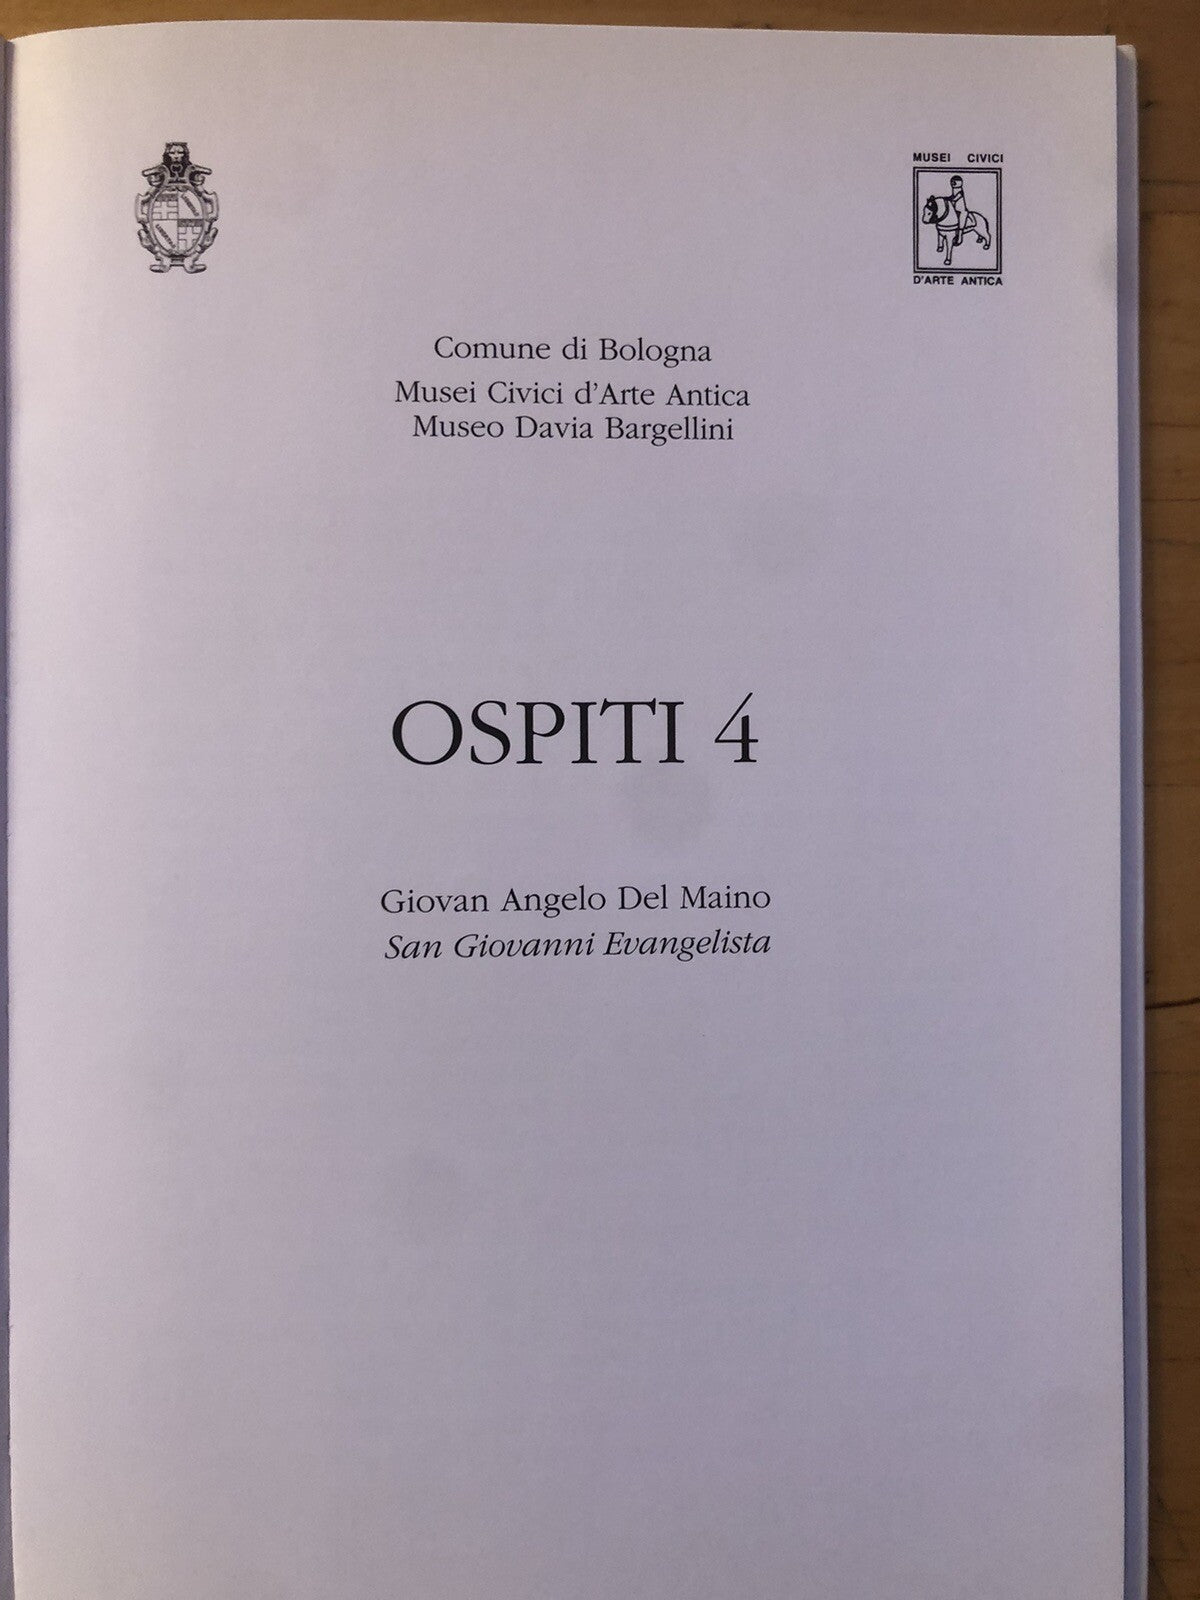 MUSEI CIVICI
D'ARTE ANTICA
Comune di Bologna
Musei Civici d'Arte Antica
Museo Davia Bargellini
OSPITI 4
Giovan Angelo Del Maino
San Giovanni Evangelista